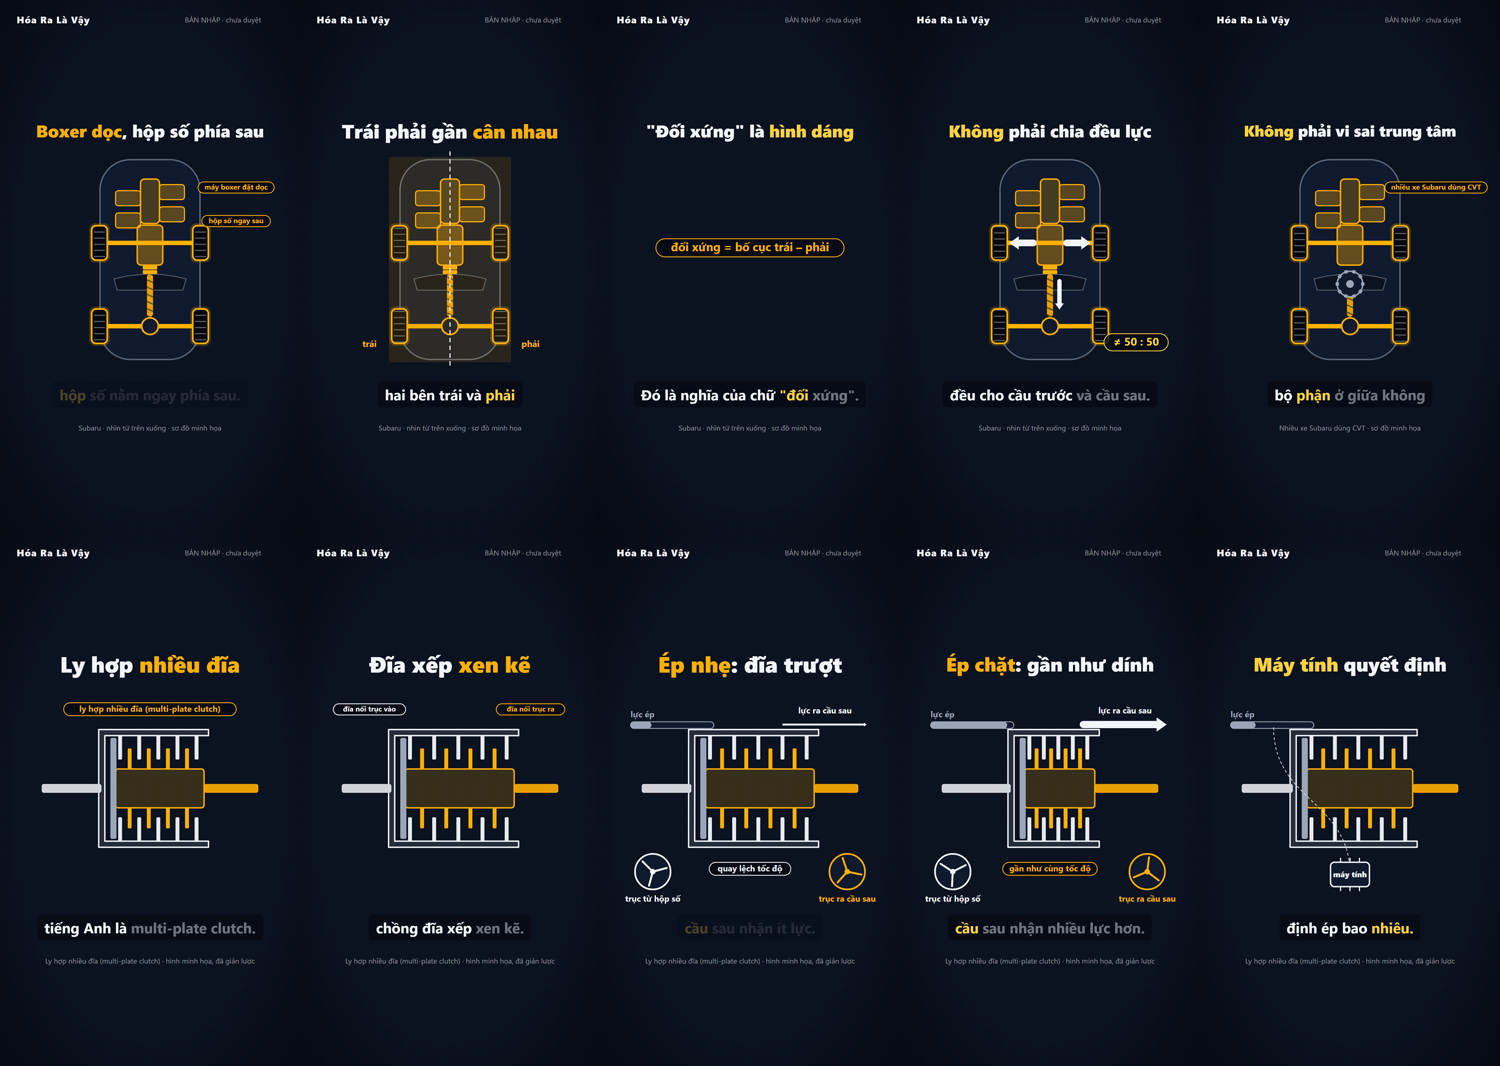 Hóa Ra Là Vậy
BẢN NHÁP · chưa duyệt
Boxer dọc, hộp số phía sau
máy boxer đặt dọc
hộp số ngay sau
hộp số nằm ngay phía sau.
Subaru · nhìn từ trên xuống · sơ đồ minh họa
Hóa Ra Là Vậy
BẢN NHÁP · chưa duyệt
Trái phải gần cân nhau
trái
phải
hai bên trái và phải
Subaru · nhìn từ trên xuống · sơ đồ minh họa
Hóa Ra Là Vậy
BẢN NHÁP · chưa duyệt
"Đối xứng" là hình dáng
đối xứng = bố cục trái – phải
Đó là nghĩa của chữ "đối xứng".
Subaru · nhìn từ trên xuống · sơ đồ minh họa
Hóa Ra Là Vậy
BẢN NHÁP · chưa duyệt
Không phải chia đều lực
≠ 50 : 50
đều cho cầu trước và cầu sau.
Subaru · nhìn từ trên xuống · sơ đồ minh họa
Hóa Ra Là Vậy
BẢN NHÁP · chưa duyệt
Không phải vi sai trung tâm
nhiều xe Subaru dùng CVT
bộ phận ở giữa không
Nhiều xe Subaru dùng CVT · sơ đồ minh họa
Hóa Ra Là Vậy
BẢN NHÁP · chưa duyệt
Ly hợp nhiều đĩa
ly hợp nhiều đĩa (multi-plate clutch)
tiếng Anh là multi-plate clutch.
Ly hợp nhiều đĩa (multi-plate clutch) · hình minh họa, đã giản lược
Hóa Ra Là Vậy
BẢN NHÁP · chưa duyệt
Đĩa xếp xen kẽ
đĩa nối trục vào
đĩa nối trục ra
chồng đĩa xếp xen kẽ.
Ly hợp nhiều đĩa (multi-plate clutch) · hình minh họa, đã giản lược
Hóa Ra Là Vậy
BẢN NHÁP · chưa duyệt
Ép nhẹ: đĩa trượt
lực ép
lực ra cầu sau
quay lệch tốc độ
trục từ hộp số
trục ra cầu sau
cầu sau nhận ít lực.
Ly hợp nhiều đĩa (multi-plate clutch) · hình minh họa, đã giản lược
Hóa Ra Là Vậy
BẢN NHÁP · chưa duyệt
Ép chặt: gần như dính
lực ép
lực ra cầu sau
gần như cùng tốc độ
trục từ hộp số
trục ra cầu sau
cầu sau nhận nhiều lực hơn.
Ly hợp nhiều đĩa (multi-plate clutch) · hình minh họa, đã giản lược
Hóa Ra Là Vậy
BẢN NHÁP · chưa duyệt
Máy tính quyết định
lực ép
máy tính
định ép bao nhiêu.
Ly hợp nhiều đĩa (multi-plate clutch) · hình minh họa, đã giản lược